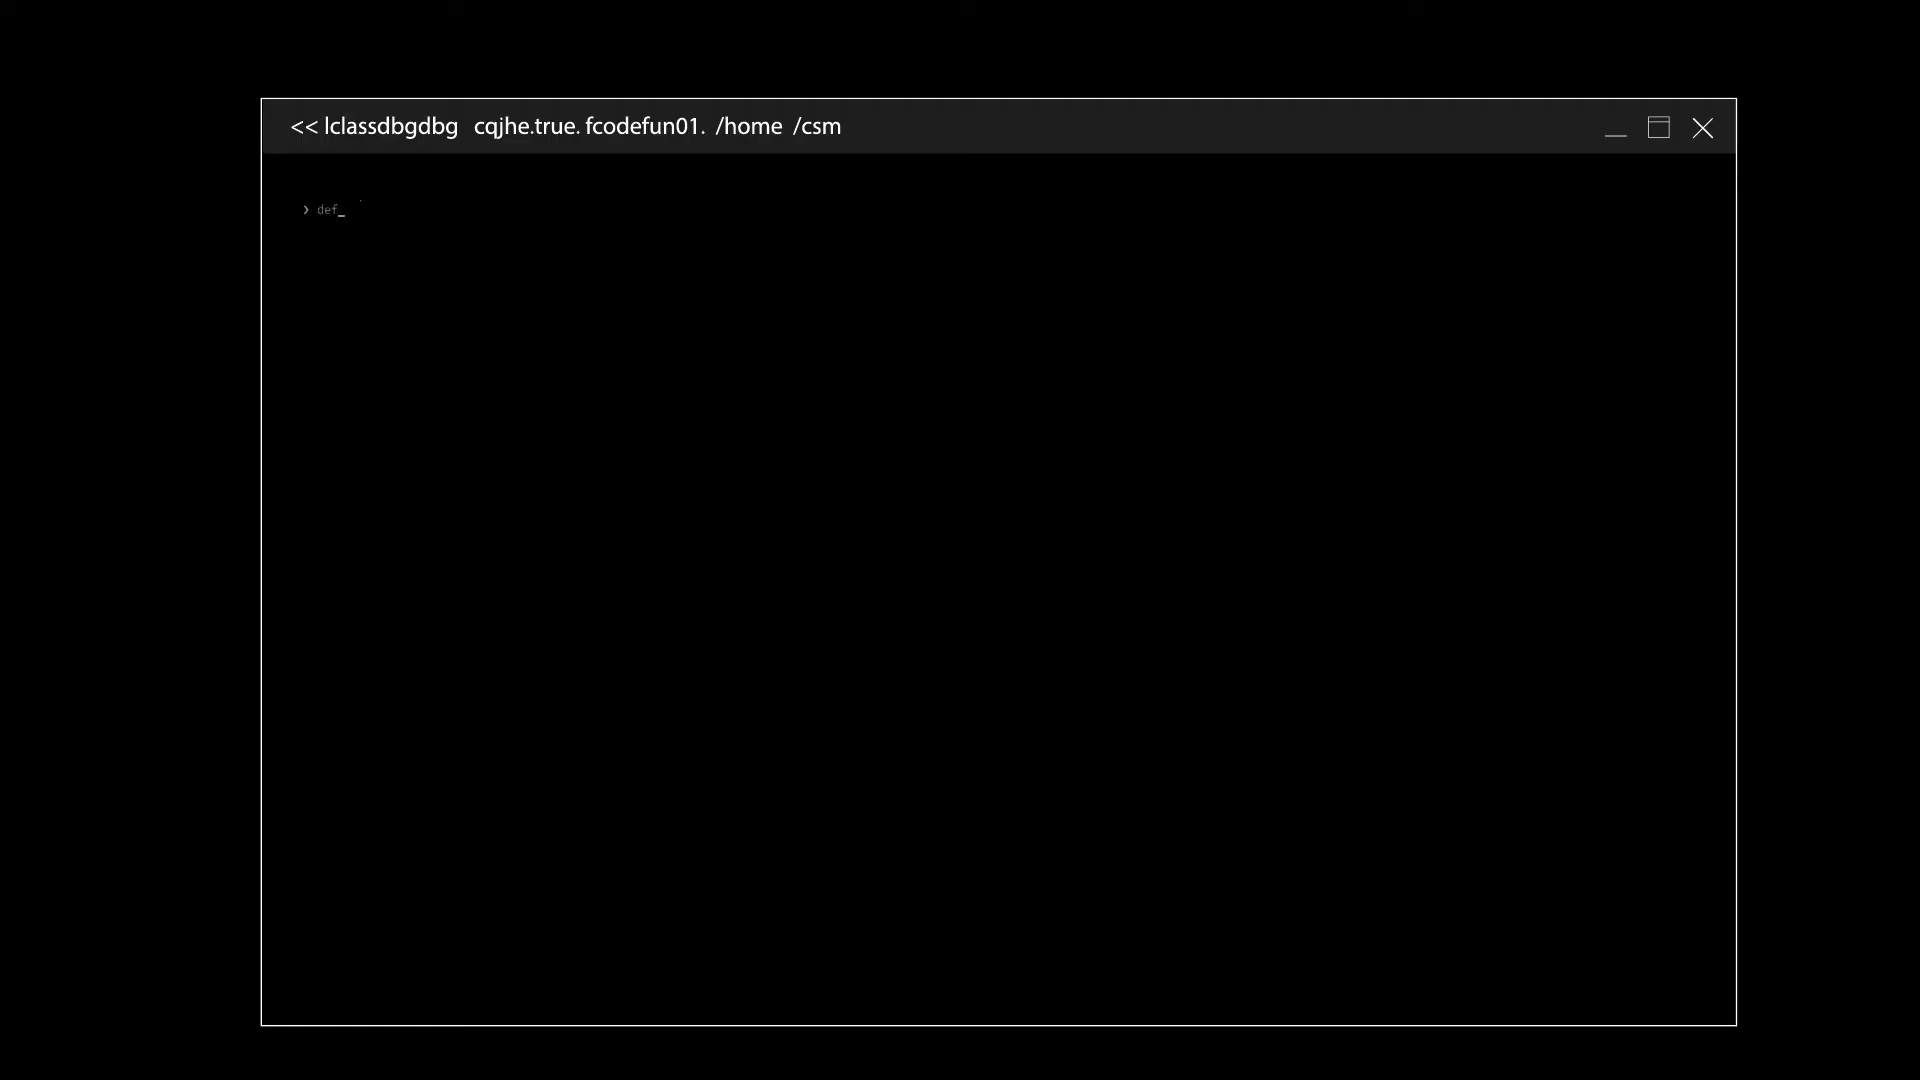 << lclassdbgdbg cqjhe.true. fcodefun01. /home /csm
❯ def_